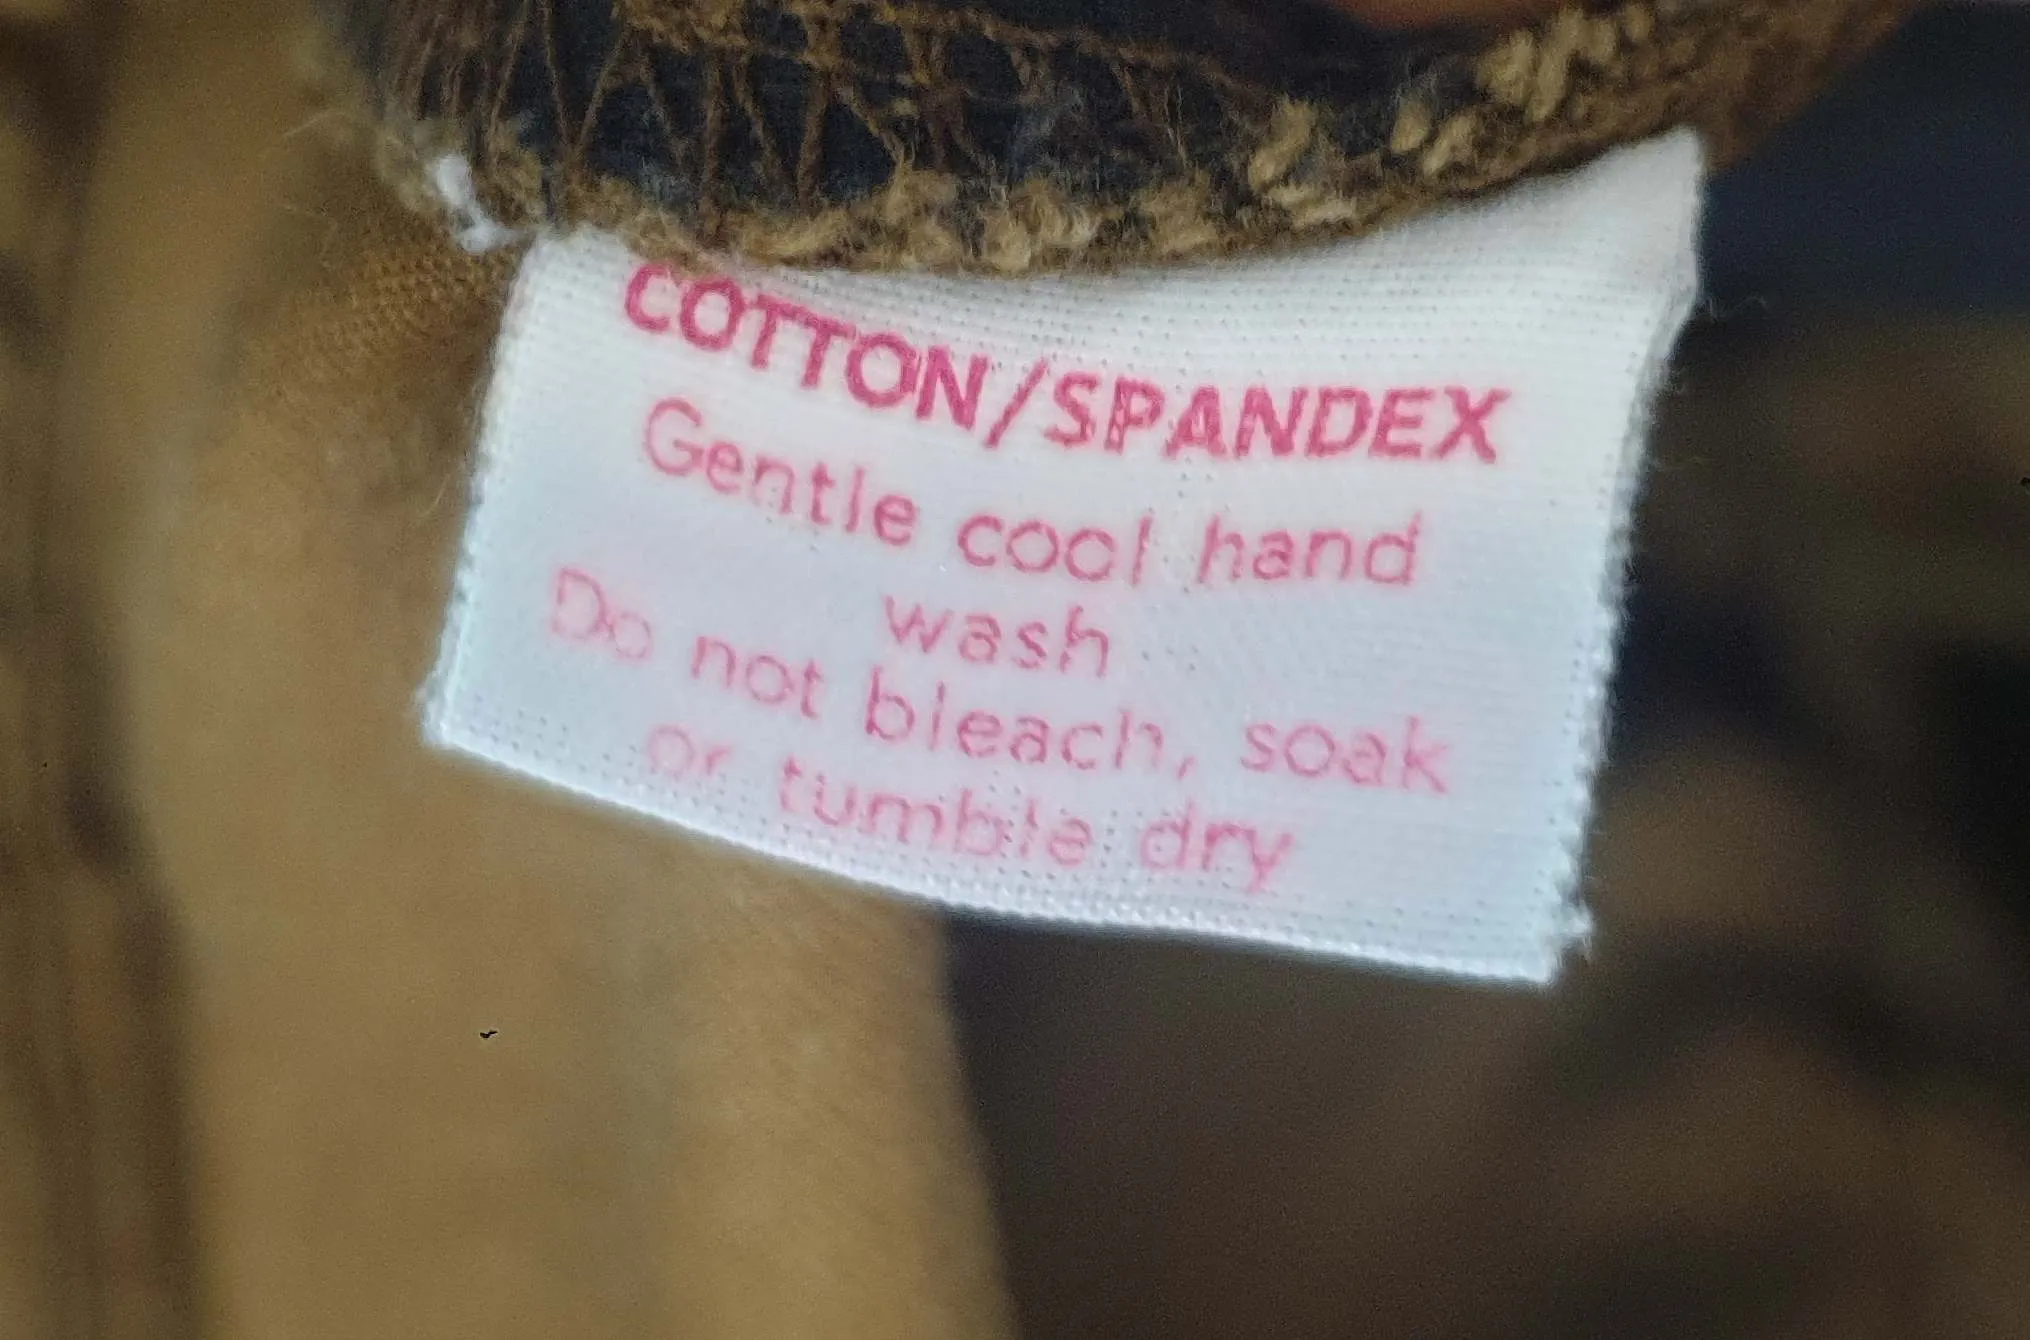 COTTON/SPANDEX
Gentle cool hand
wash
Do not bleach, soak
or tumble dry